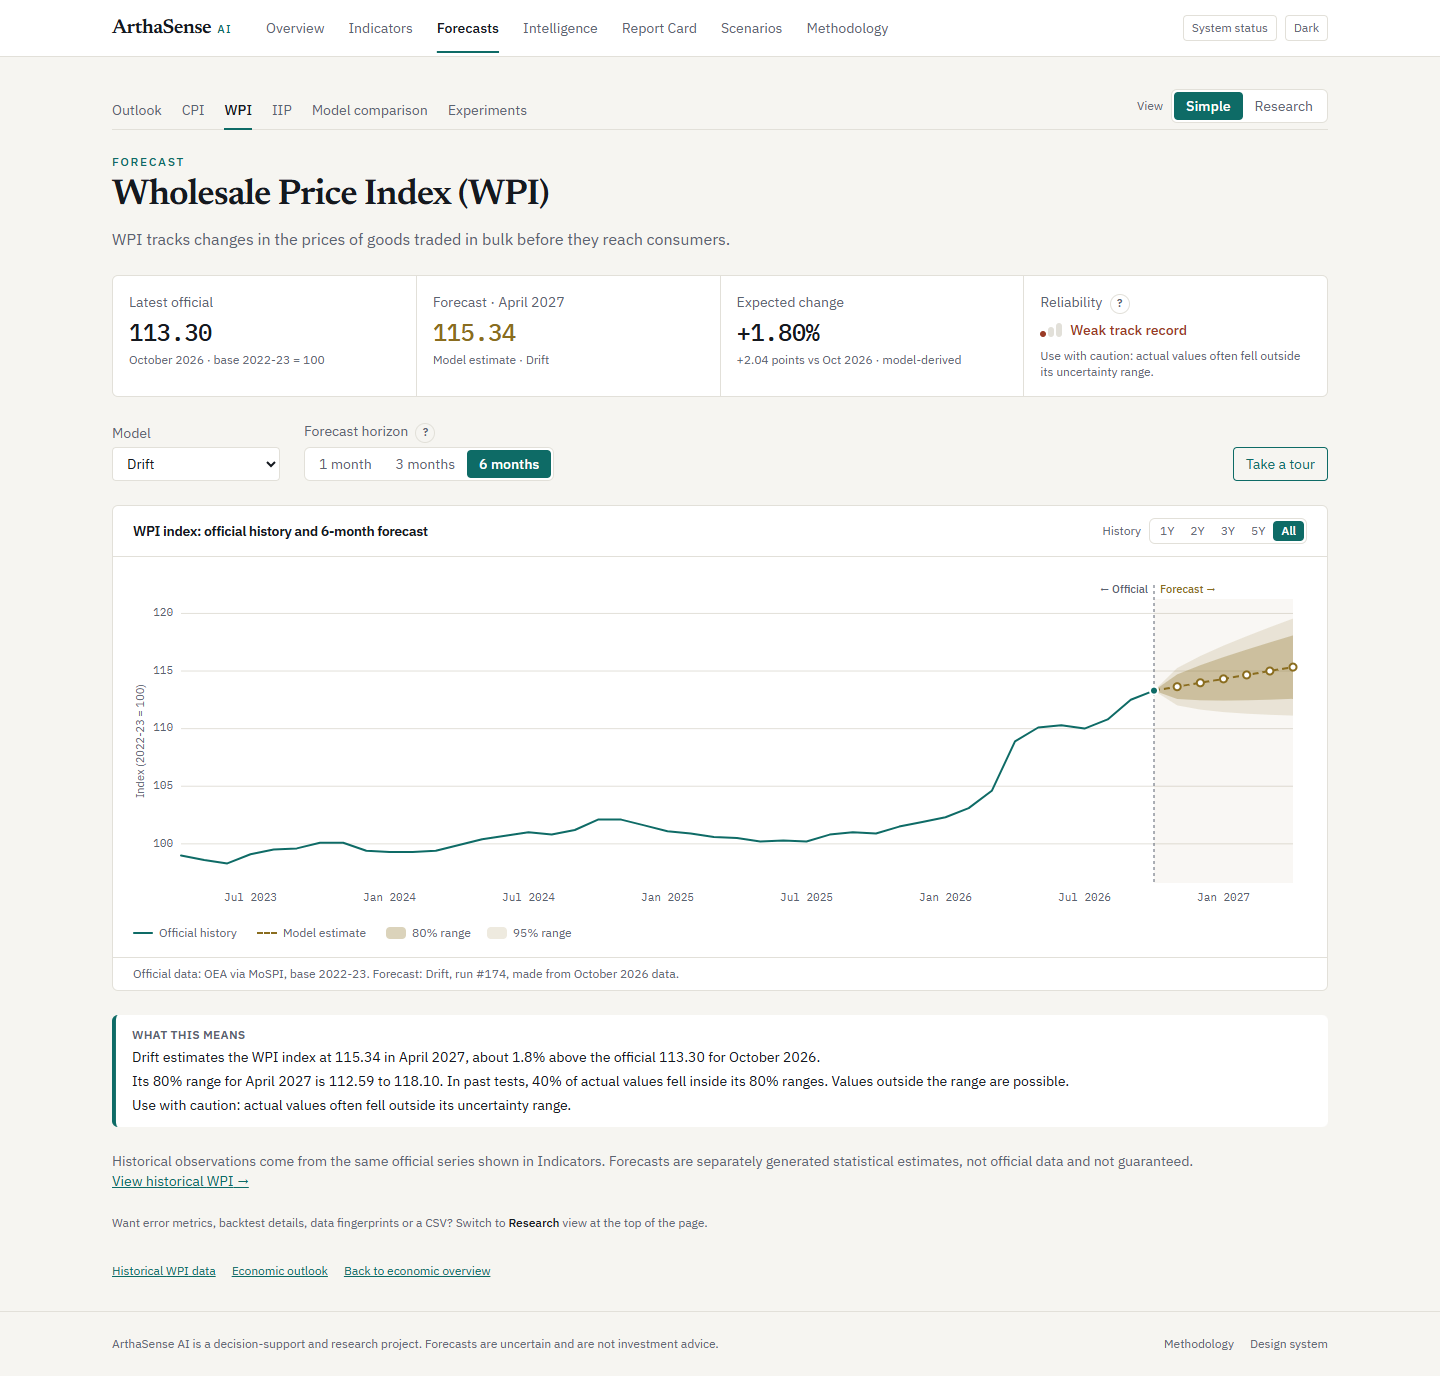 ArthaSense AI
Overview Indicators Forecasts Intelligence Report Card Scenarios Methodology
System status Dark
Outlook CPI WPI IIP Model comparison Experiments
View Simple Research
FORECAST
Wholesale Price Index (WPI)
WPI tracks changes in the prices of goods traded in bulk before they reach consumers.
Latest official
113.30
October 2026 · base 2022-23 = 100
Forecast · April 2027
115.34
Model estimate · Drift
Expected change
+1.80%
+2.04 points vs Oct 2026 · model-derived
Reliability ?
Weak track record
Use with caution: actual values often fell outside
its uncertainty range.
Model
Drift
Forecast horizon ?
1 month 3 months 6 months
Take a tour
WPI index: official history and 6-month forecast
History 1Y 2Y 3Y 5Y All
← Official Forecast →
120
115
110
105
100
Index (2022-23 = 100)
Jul 2023 Jan 2024 Jul 2024 Jan 2025 Jul 2025 Jan 2026 Jul 2026 Jan 2027
Official history Model estimate 80% range 95% range
Official data: OEA via MoSPI, base 2022-23. Forecast: Drift, run #174, made from October 2026 data.
WHAT THIS MEANS
Drift estimates the WPI index at 115.34 in April 2027, about 1.8% above the official 113.30 for October 2026.
Its 80% range for April 2027 is 112.59 to 118.10. In past tests, 40% of actual values fell inside its 80% ranges. Values outside the range are possible.
Use with caution: actual values often fell outside its uncertainty range.
Historical observations come from the same official series shown in Indicators. Forecasts are separately generated statistical estimates, not official data and not guaranteed.
View historical WPI →
Want error metrics, backtest details, data fingerprints or a CSV? Switch to Research view at the top of the page.
Historical WPI data Economic outlook Back to economic overview
ArthaSense AI is a decision-support and research project. Forecasts are uncertain and are not investment advice.
Methodology Design system